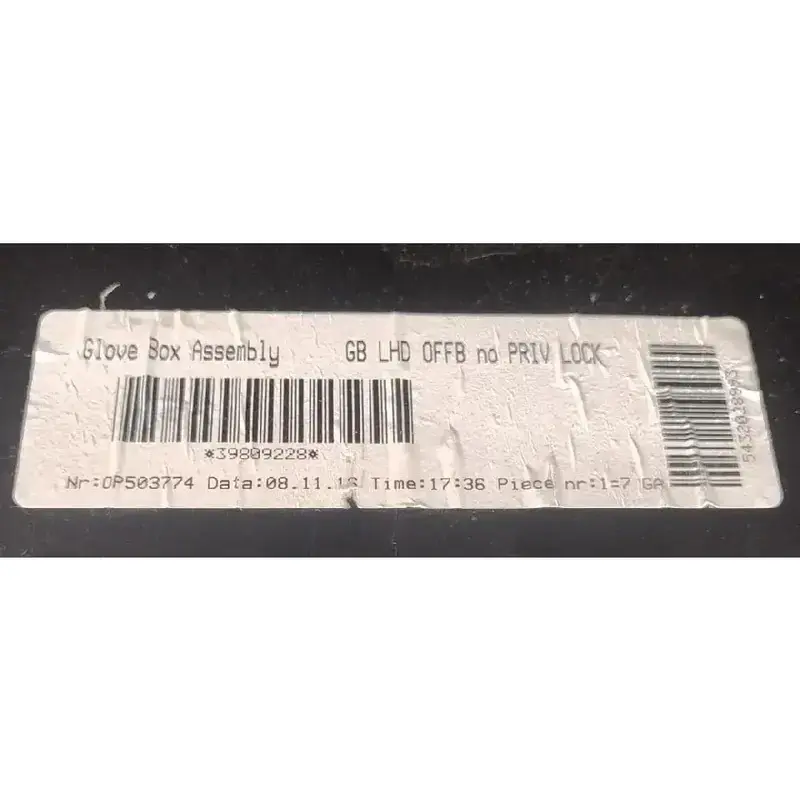 Glove Box Assembly GB LHD OFFB no PRIV LOCK
*39809228*
Nr:OP503774 Data:08.11.16 Time:17:36 Piece nr:1=7 GA